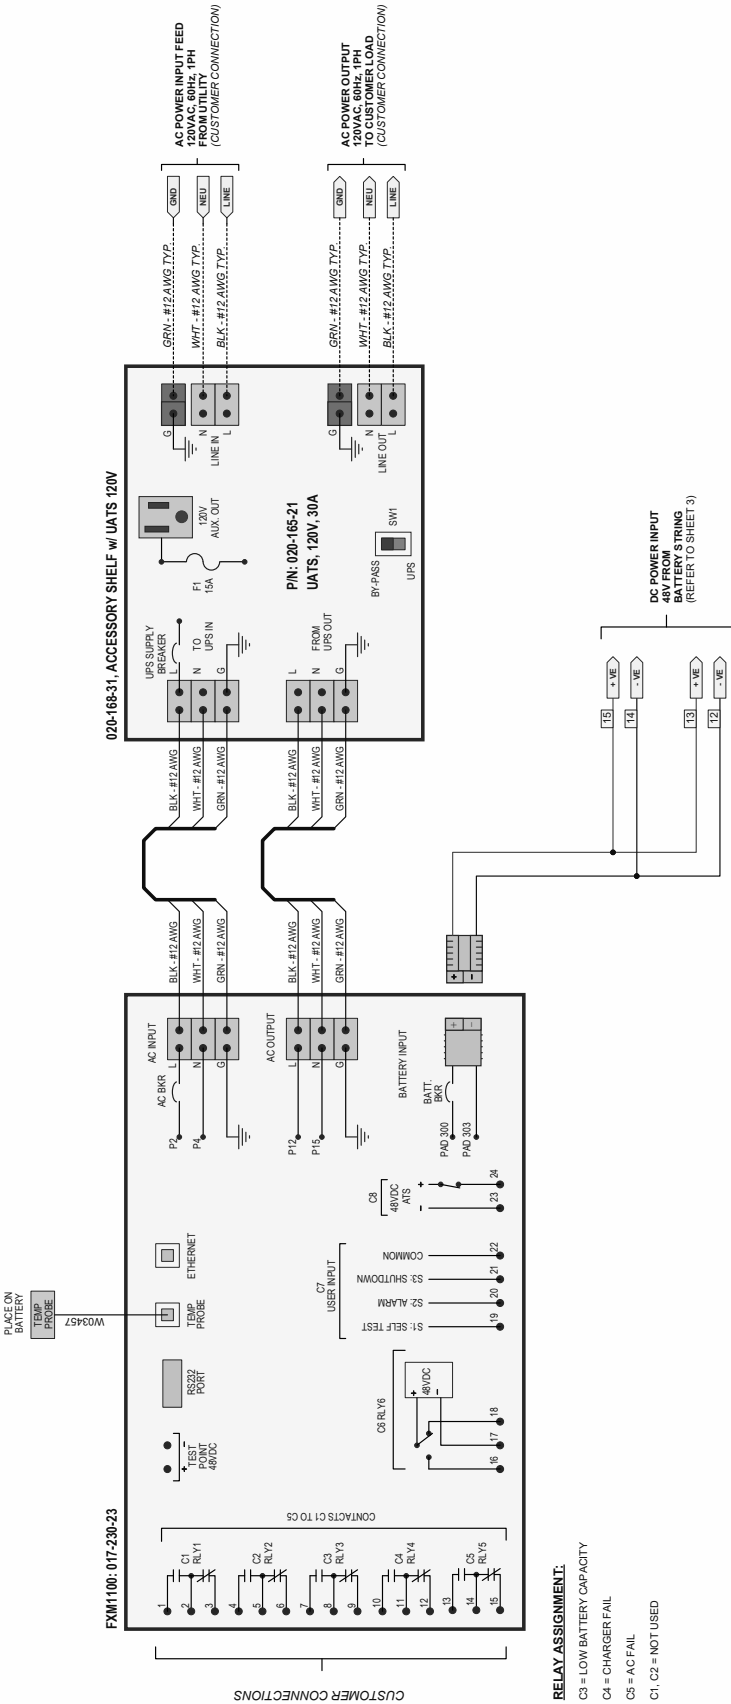 AC POWER INPUT FEED
120VAC, 60Hz, 1PH
FROM UTILITY
(CUSTOMER CONNECTION)
AC POWER OUTPUT
120VAC, 60Hz, 1PH
TO CUSTOMER LOAD
(CUSTOMER CONNECTION)
GND
NEU
LINE
GND
NEU
LINE
GRN - #12 AWG TYP.
WHT - #12 AWG TYP.
BLK - #12 AWG TYP.
GRN - #12 AWG TYP.
WHT - #12 AWG TYP.
BLK - #12 AWG TYP.
020-168-31, ACCESSORY SHELF w/ UATS 120V
G
N
L
LINE IN
G
N
L
LINE OUT
120V
AUX. OUT
F1
15A
P/N: 020-165-21
UATS, 120V, 30A
SW1
BY-PASS
UPS
UPS SUPPLY
BREAKER
L
N
G
TO
UPS IN
L
N
G
FROM
UPS OUT
DC POWER INPUT
48V FROM
BATTERY STRING
(REFER TO SHEET 3)
+ VE
- VE
+ VE
- VE
15
14
13
12
BLK - #12 AWG
WHT - #12 AWG
GRN - #12 AWG
BLK - #12 AWG
WHT - #12 AWG
GRN - #12 AWG
BLK - #12 AWG
WHT - #12 AWG
GRN - #12 AWG
BLK - #12 AWG
WHT - #12 AWG
GRN - #12 AWG
+
-
FXM1100: 017-230-23
AC INPUT
L
N
G
AC BKR
P2
P4
AC OUTPUT
L
N
G
P12
P15
BATTERY INPUT
+
-
BATT.
BKR
PAD 300
PAD 303
C8
48VDC
ATS
+
-
24
23
ETHERNET
TEMP
PROBE
PLACE ON
BATTERY
TEMP
PROBE
W03457
C7
USER INPUT
COMMON
S3: SHUTDOWN
S2: ALARM
S1: SELF TEST
22
21
20
19
RS232
PORT
C6 RLY6
48VDC
+
-
18
17
16
+
-
TEST
POINT
48VDC
CONTACTS C1 TO C5
C1
RLY1
C2
RLY2
C3
RLY3
C4
RLY4
C5
RLY5
1
2
3
4
5
6
7
8
9
10
11
12
13
14
15
CUSTOMER CONNECTIONS
RELAY ASSIGNMENT:
C3 = LOW BATTERY CAPACITY
C4 = CHARGER FAIL
C5 = AC FAIL
C1, C2 = NOT USED